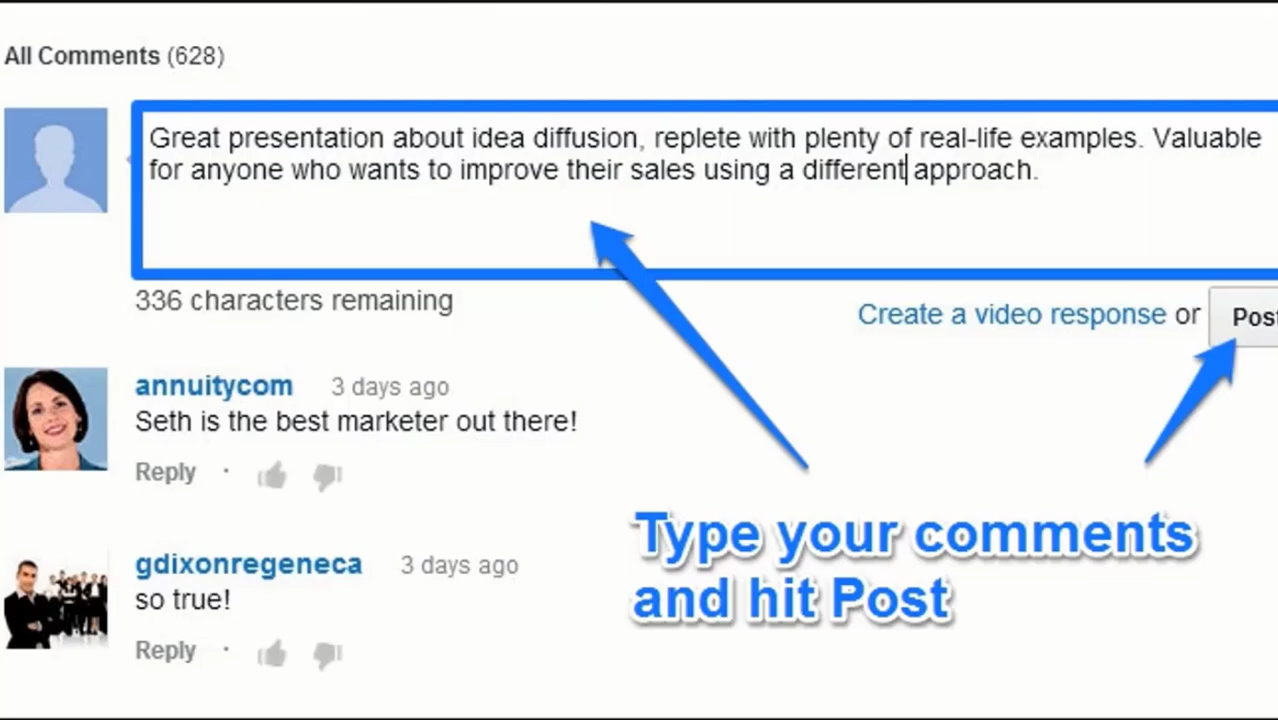 All Comments (628)
Great presentation about idea diffusion, replete with plenty of real-life examples. Valuable
for anyone who wants to improve their sales using a different approach.
336 characters remaining
Create a video response or Post
annuitycom 3 days ago
Seth is the best marketer out there!
Reply ·
gdixonregeneca 3 days ago
so true!
Reply ·
Type your comments
and hit Post